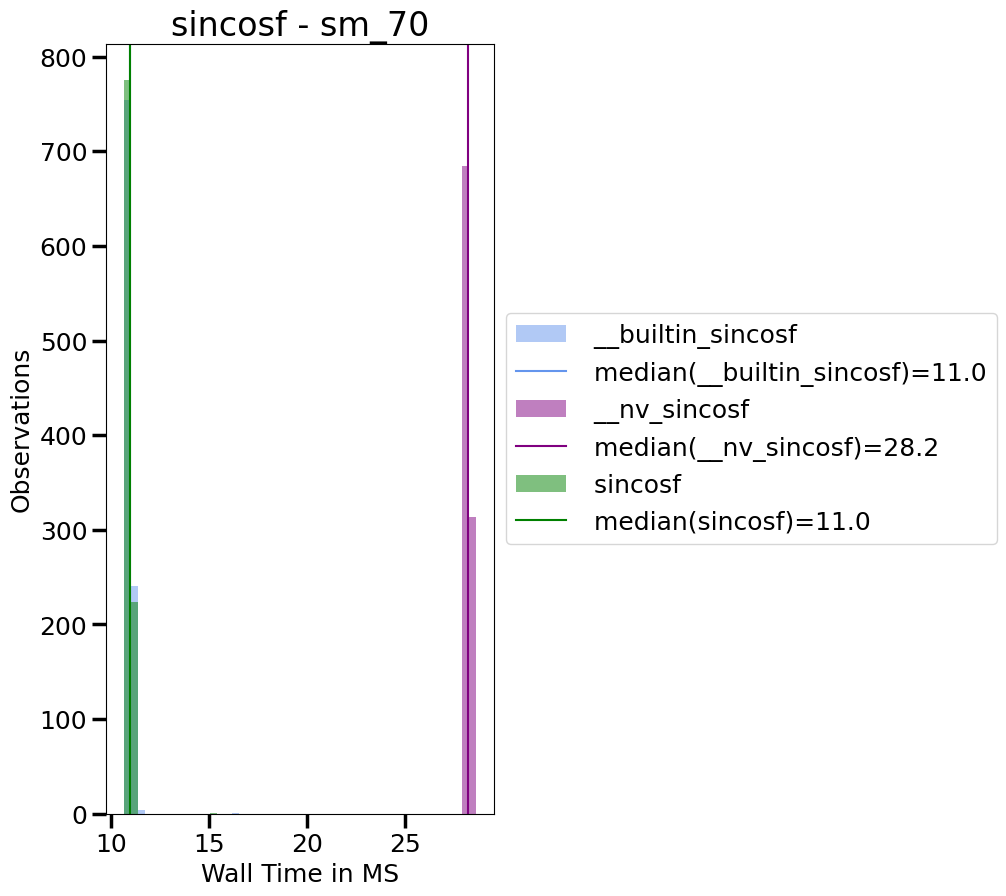 sincosf - sm_70
800
700
600
500
400
300
200
100
0
Observations
10 15 20 25
Wall Time in MS
__builtin_sincosf
median(__builtin_sincosf)=11.0
__nv_sincosf
median(__nv_sincosf)=28.2
sincosf
median(sincosf)=11.0